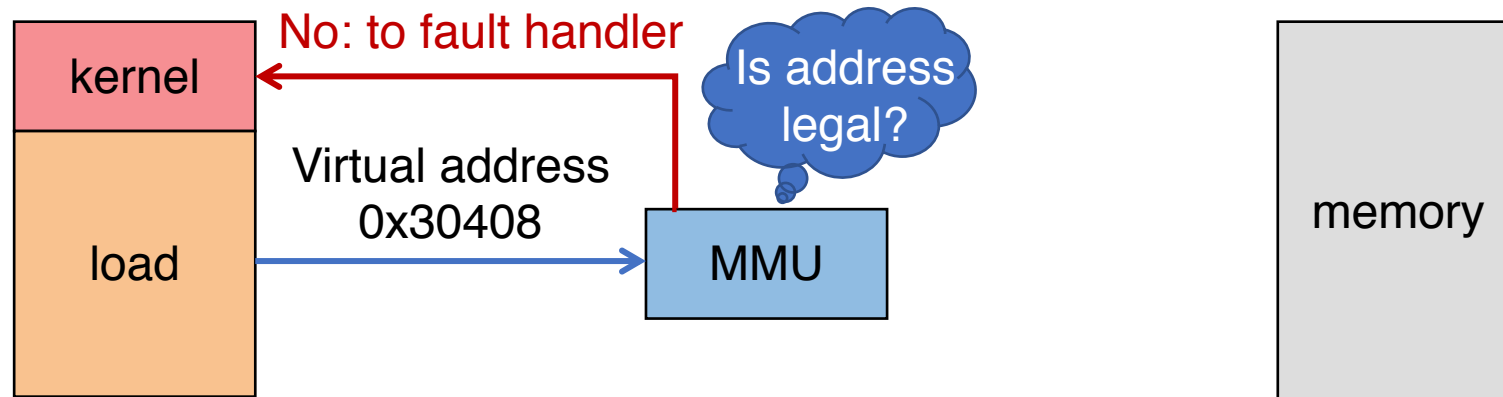 No: to fault handler
kernel
Is address
legal?
Virtual address
0x30408
load
MMU
memory